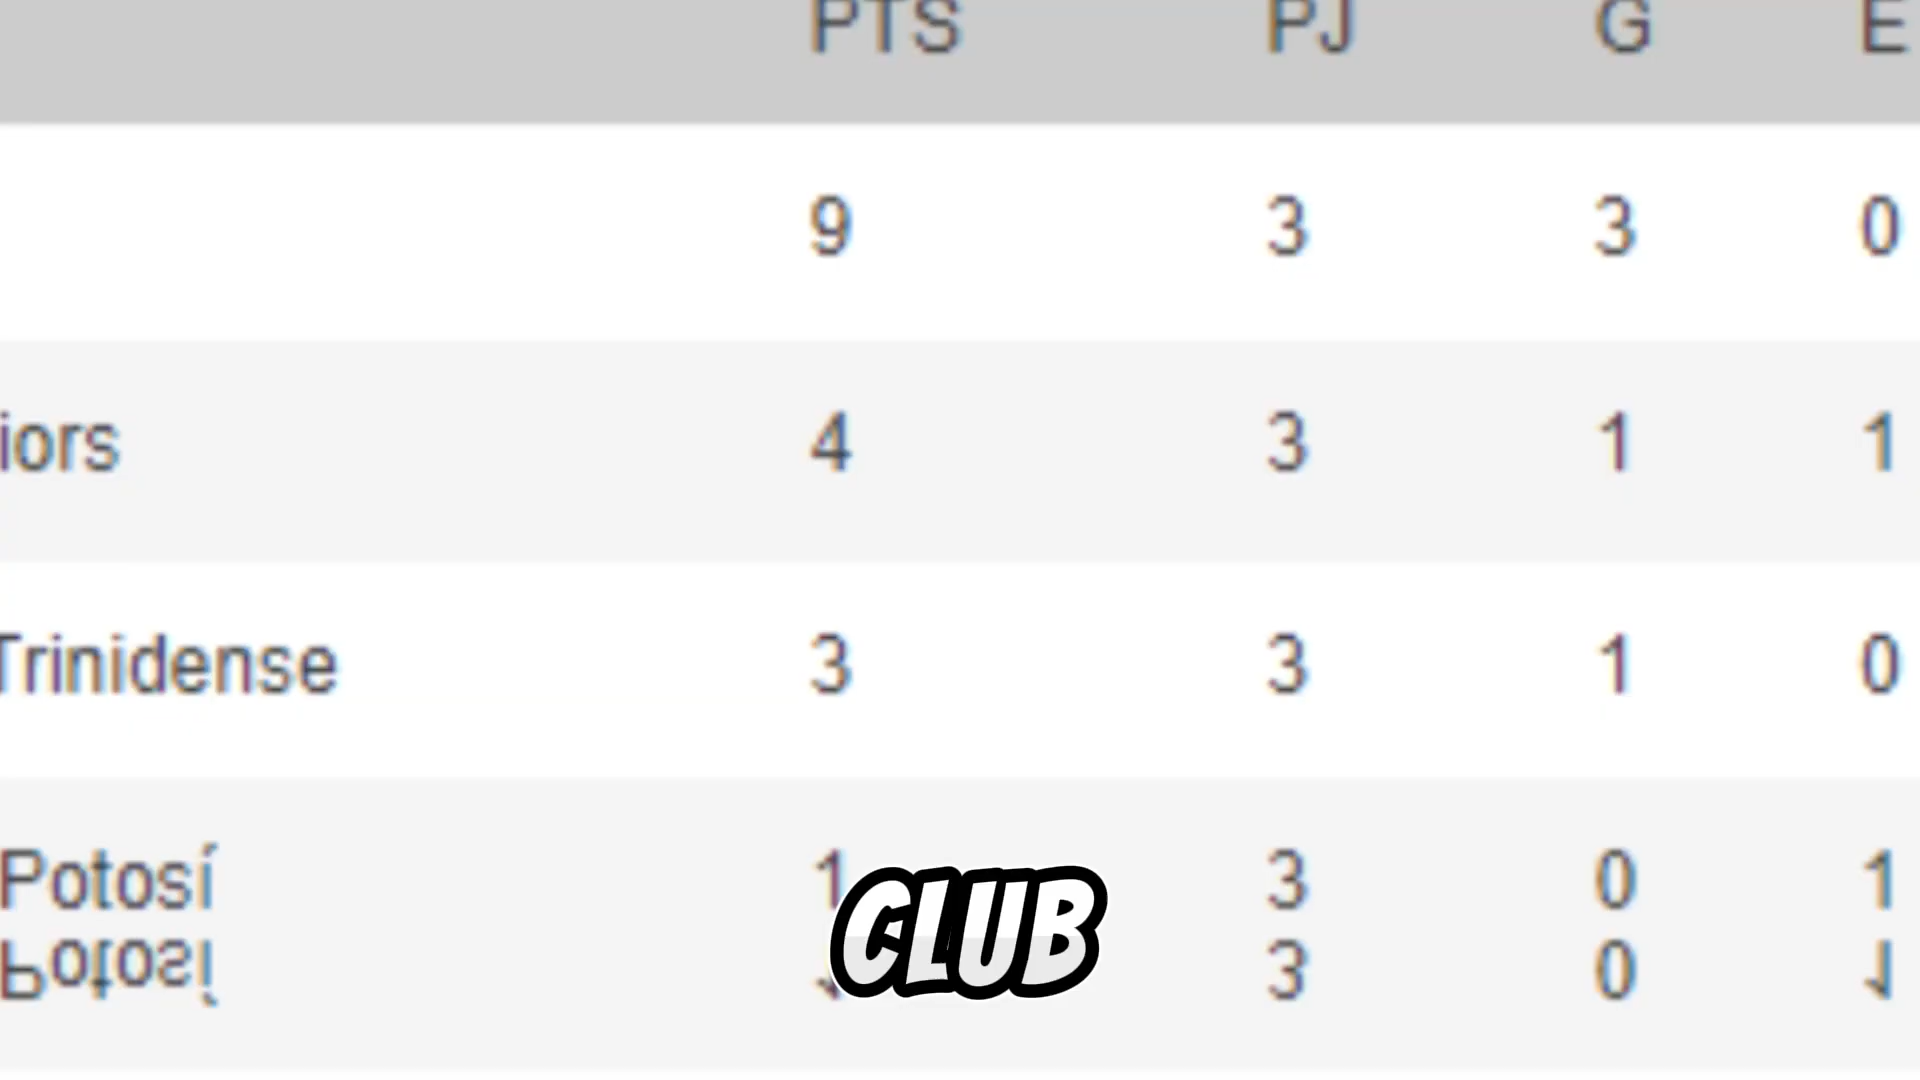 PTS PJ G E
9 3 3 0
iors 4 3 1 1
Trinidense 3 3 1 0
Potosí 1 3 0 1
CLUB